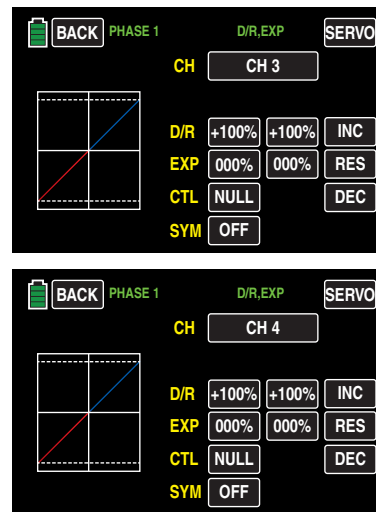 BACK PHASE 1 D/R,EXP SERVO
CH CH 3
D/R +100% +100% INC
EXP 000% 000% RES
CTL NULL DEC
SYM OFF
BACK PHASE 1 D/R,EXP SERVO
CH CH 4
D/R +100% +100% INC
EXP 000% 000% RES
CTL NULL DEC
SYM OFF